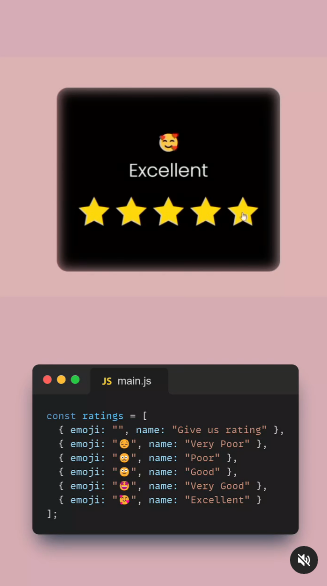 🥰
Excellent
JS main.js
const ratings = [
{ emoji: "", name: "Give us rating" },
{ emoji: "😔", name: "Very Poor" },
{ emoji: "🙁", name: "Poor" },
{ emoji: "🙂", name: "Good" },
{ emoji: "🤩", name: "Very Good" },
{ emoji: "🥰", name: "Excellent" }
];